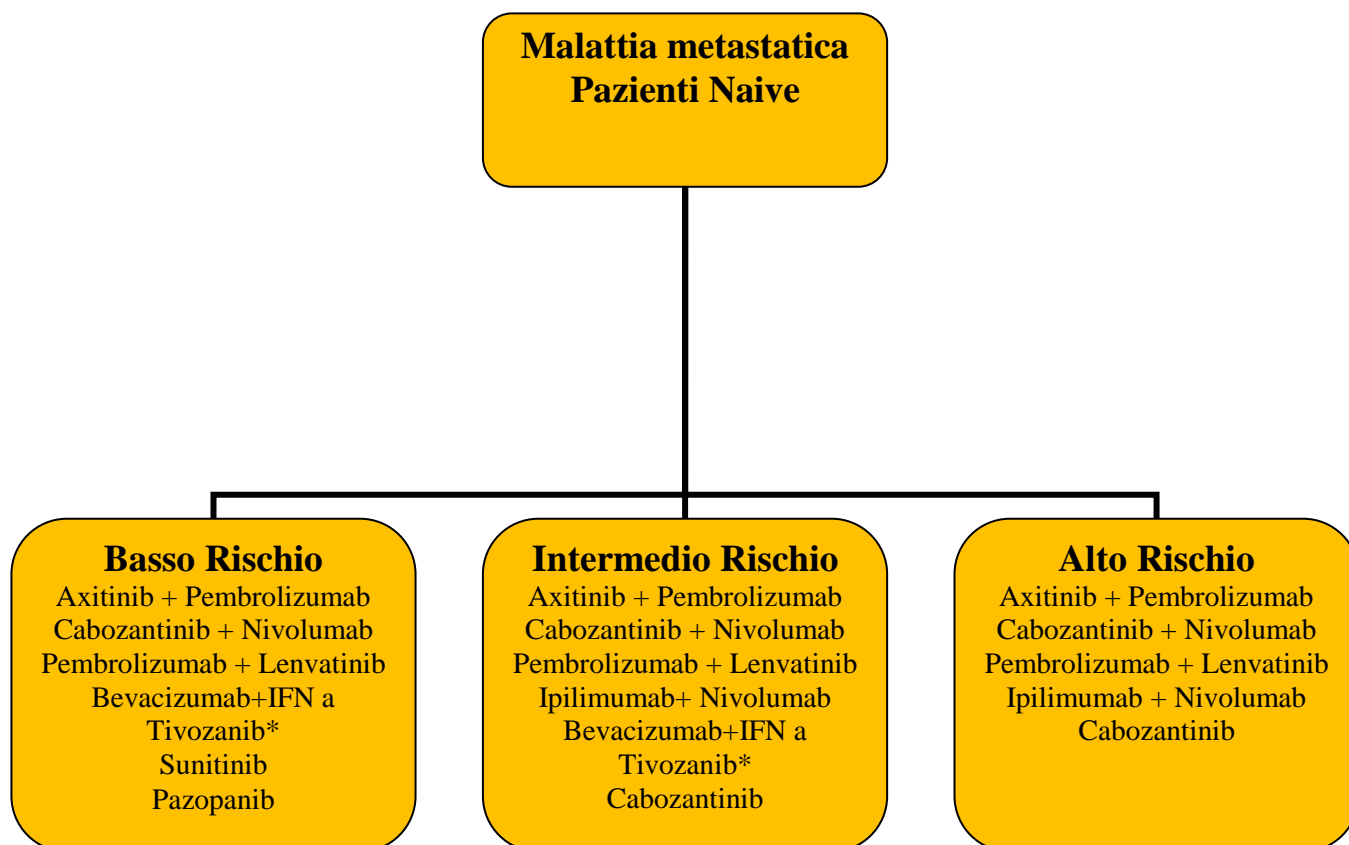 Malattia metastatica
Pazienti Naive
Basso Rischio
Axitinib + Pembrolizumab
Cabozantinib + Nivolumab
Pembrolizumab + Lenvatinib
Bevacizumab+IFN a
Tivozanib*
Sunitinib
Pazopanib
Intermedio Rischio
Axitinib + Pembrolizumab
Cabozantinib + Nivolumab
Pembrolizumab + Lenvatinib
Ipilimumab+ Nivolumab
Bevacizumab+IFN a
Tivozanib*
Cabozantinib
Alto Rischio
Axitinib + Pembrolizumab
Cabozantinib + Nivolumab
Pembrolizumab + Lenvatinib
Ipilimumab + Nivolumab
Cabozantinib